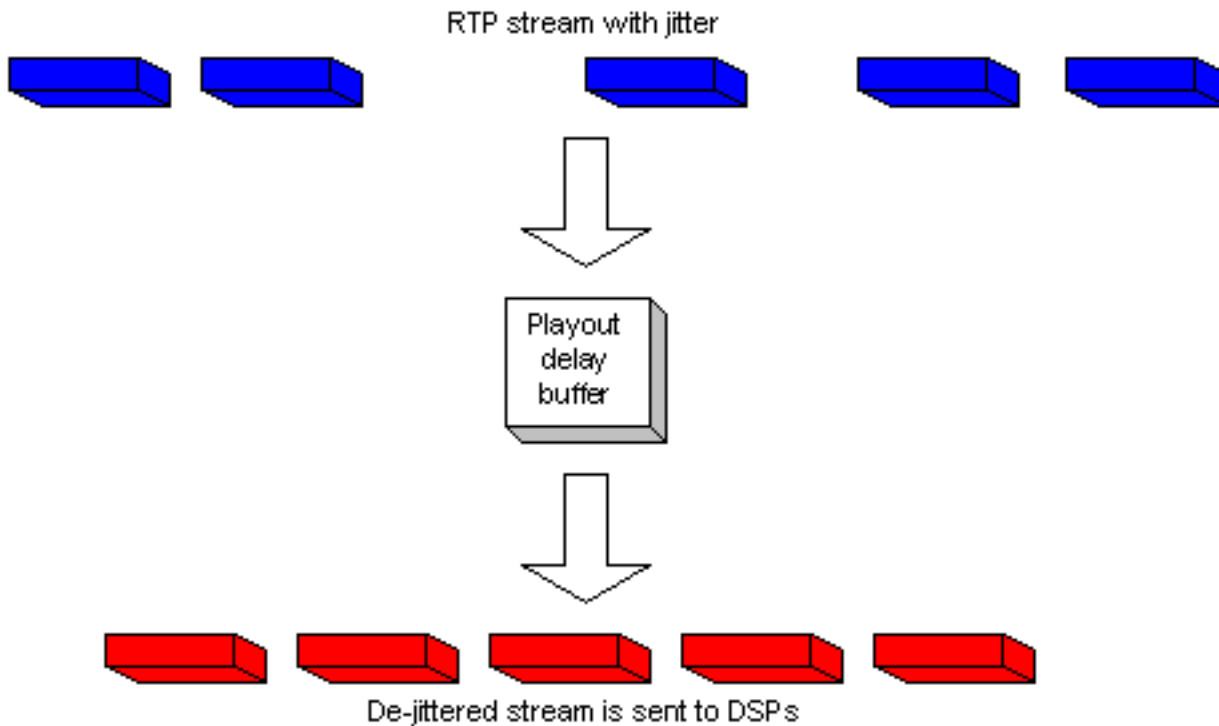 RTP stream with jitter
Playout
delay
buffer
De-jittered stream is sent to DSPs